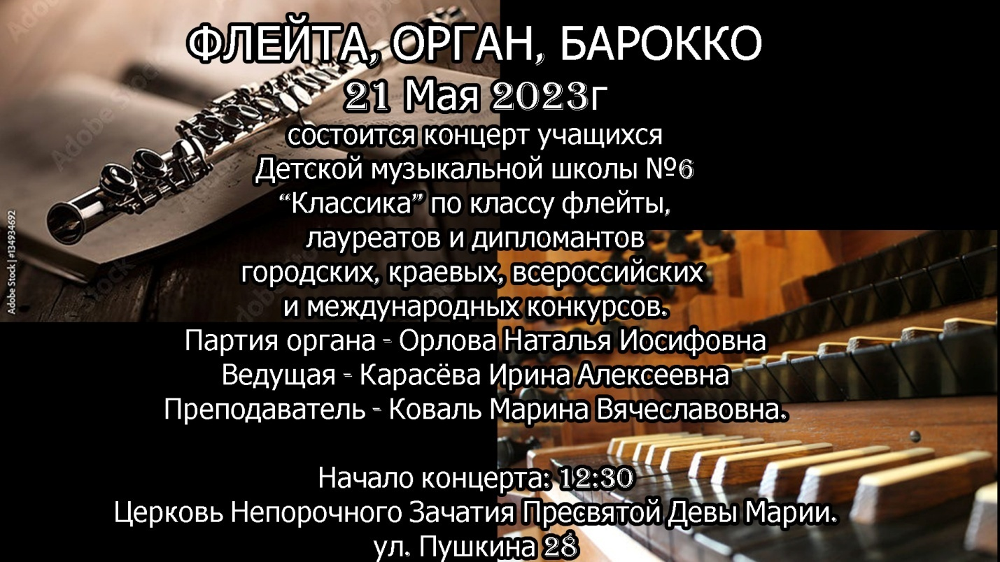 ФЛЕЙТА, ОРГАН, БАРОККО
21 Мая 2023г
состоится концерт учащихся
Детской музыкальной школы №6
“Классика” по классу флейты,
лауреатов и дипломантов
городских, краевых, всероссийских
и международных конкурсов.
Партия органа - Орлова Наталья Иосифовна
Ведущая - Карасёва Ирина Алексеевна
Преподаватель - Коваль Марина Вячеславовна.
Начало концерта: 12:30
Церковь Непорочного Зачатия Пресвятой Девы Марии.
ул. Пушкина 28
Adobe Stock | #134934692
Adobe Stock